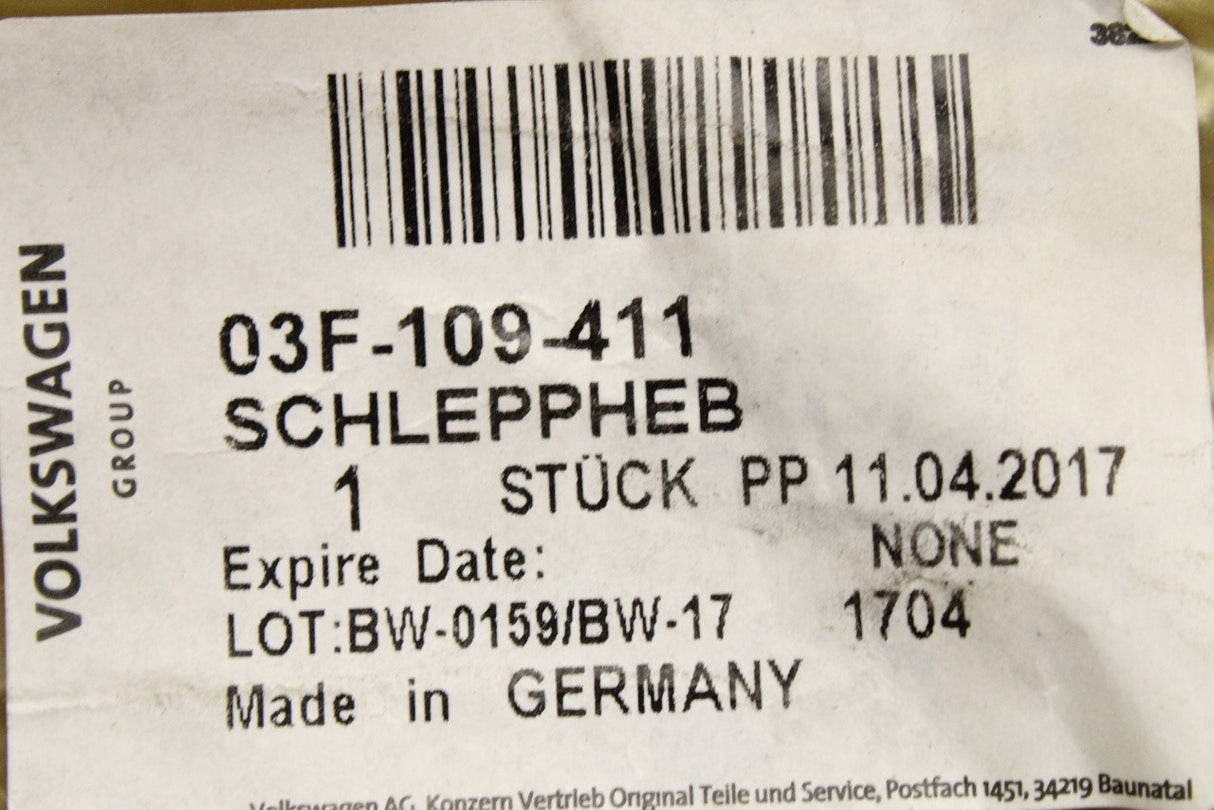 VOLKSWAGEN
GROUP
03F-109-411
SCHLEPPHEB
1 STÜCK PP 11.04.2017
Expire Date: NONE
LOT:BW-0159/BW-17 1704
Made in GERMANY
Volkswagen AG, Konzern Vertrieb Original Teile und Service, Postfach 1451, 34219 Baunatal